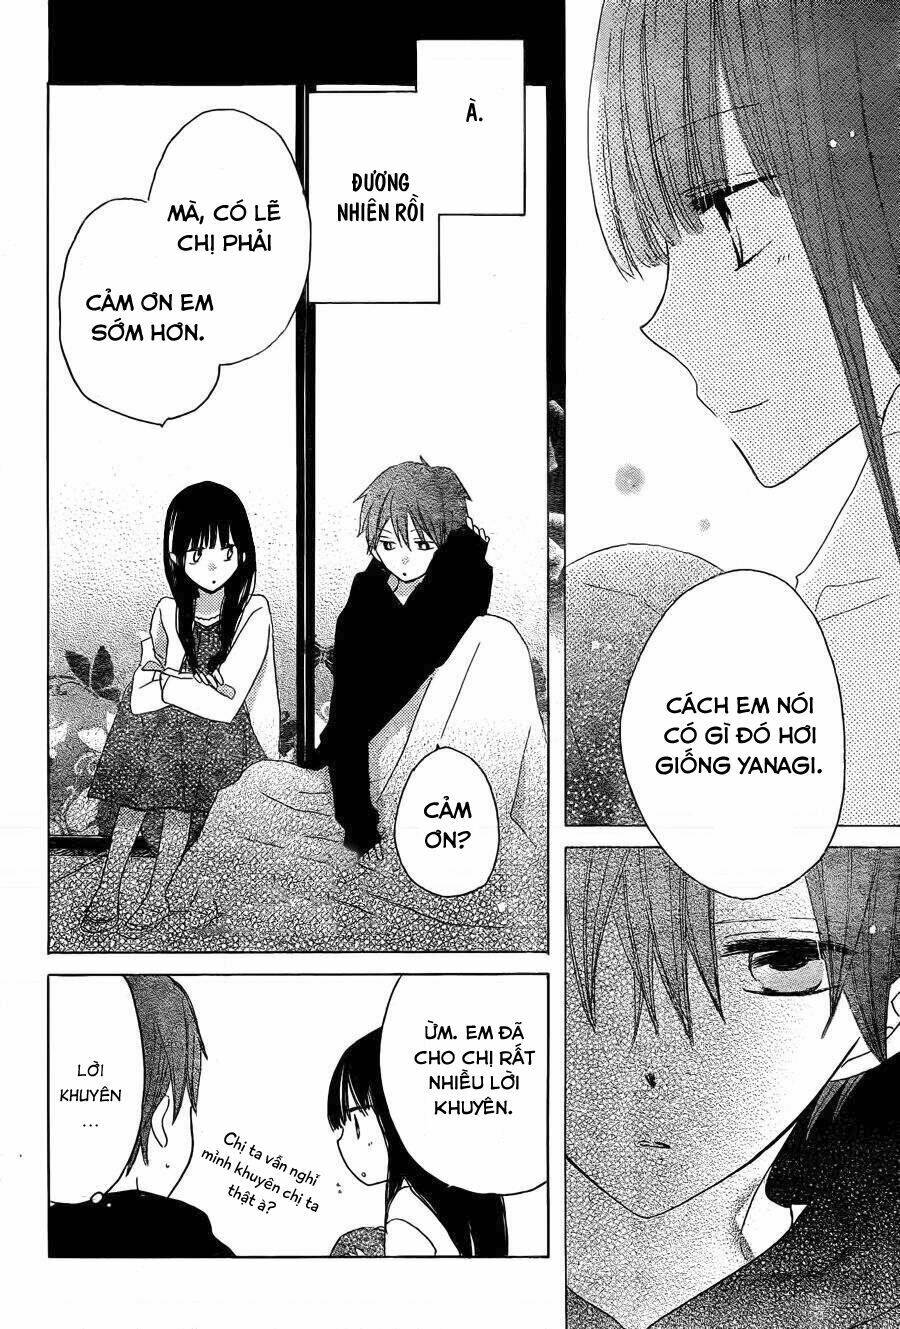 CÁCH EM NÓI
CÓ GÌ ĐÓ HƠI
GIỐNG YANAGI.
À.
ĐƯƠNG
NHIÊN RỒI
MÀ, CÓ LẼ
CHỊ PHẢI
CẢM ƠN EM
SỚM HƠN.
CẢM
ƠN?
ỪM. EM ĐÃ
CHO CHỊ RẤT
NHIỀU LỜI
KHUYÊN.
LỜI
KHUYÊN
...
Chị ta vẫn nghĩ
mình khuyên chị ta
thật à?